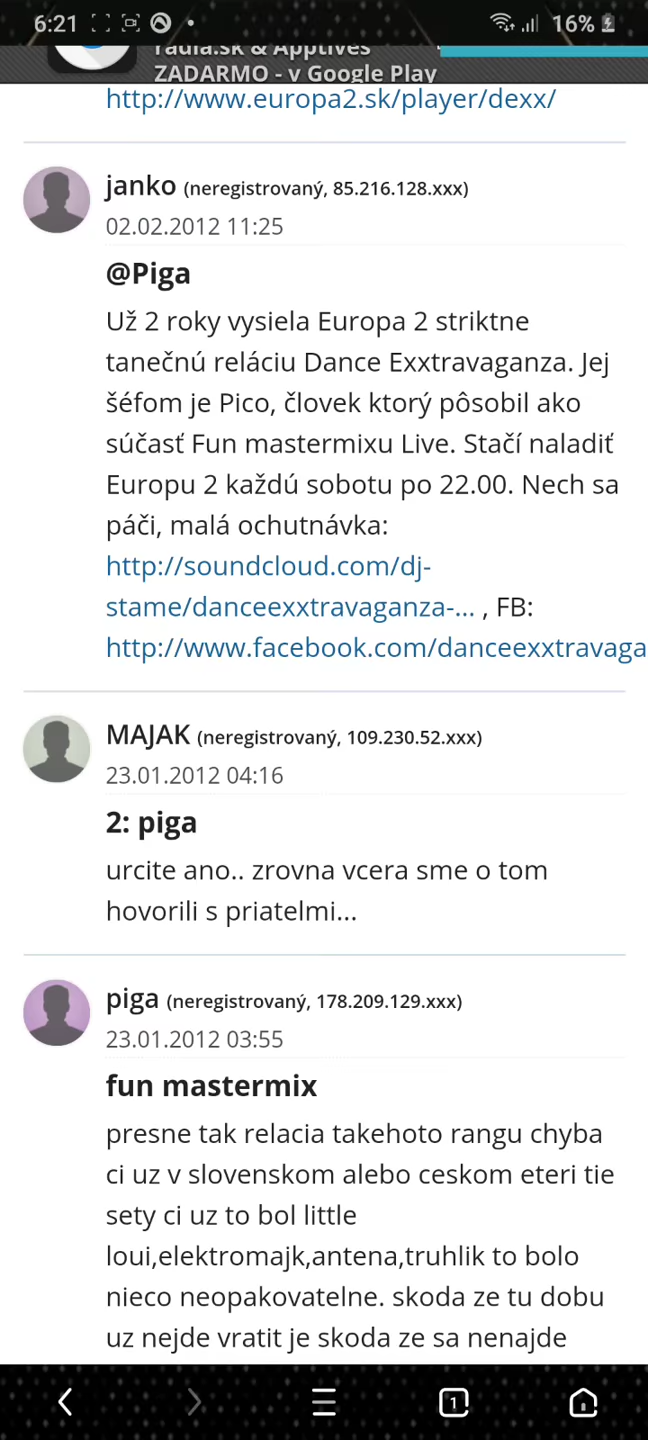 6:21
16%
radia.sk & Apptives
ZADARMO - v Google Play
http://www.europa2.sk/player/dexx/
janko (neregistrovaný, 85.216.128.xxx)
02.02.2012 11:25
@Piga
Už 2 roky vysiela Europa 2 striktne
tanečnú reláciu Dance Exxtravaganza. Jej
šéfom je Pico, človek ktorý pôsobil ako
súčasť Fun mastermixu Live. Stačí naladiť
Europu 2 každú sobotu po 22.00. Nech sa
páči, malá ochutnávka:
http://soundcloud.com/dj-
stame/danceexxtravaganza-... , FB:
http://www.facebook.com/danceexxtravaga
MAJAK (neregistrovaný, 109.230.52.xxx)
23.01.2012 04:16
2: piga
urcite ano.. zrovna vcera sme o tom
hovorili s priatelmi...
piga (neregistrovaný, 178.209.129.xxx)
23.01.2012 03:55
fun mastermix
presne tak relacia takehoto rangu chyba
ci uz v slovenskom alebo ceskom eteri tie
sety ci uz to bol little
loui,elektromajk,antena,truhlik to bolo
nieco neopakovatelne. skoda ze tu dobu
uz nejde vratit je skoda ze sa nenajde
1